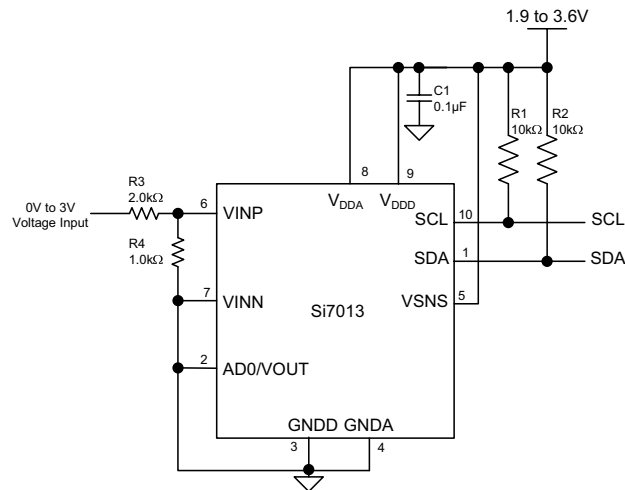 1.9 to 3.6V
C1
0.1µF
R1
10kΩ
R2
10kΩ
8
9
R3
2.0kΩ
0V to 3V
Voltage Input
6
VINP
VDDA
VDDD
SCL
10
SCL
R4
1.0kΩ
SDA
1
SDA
7
VINN
Si7013
VSNS
5
2
AD0/VOUT
GNDD GNDA
3
4